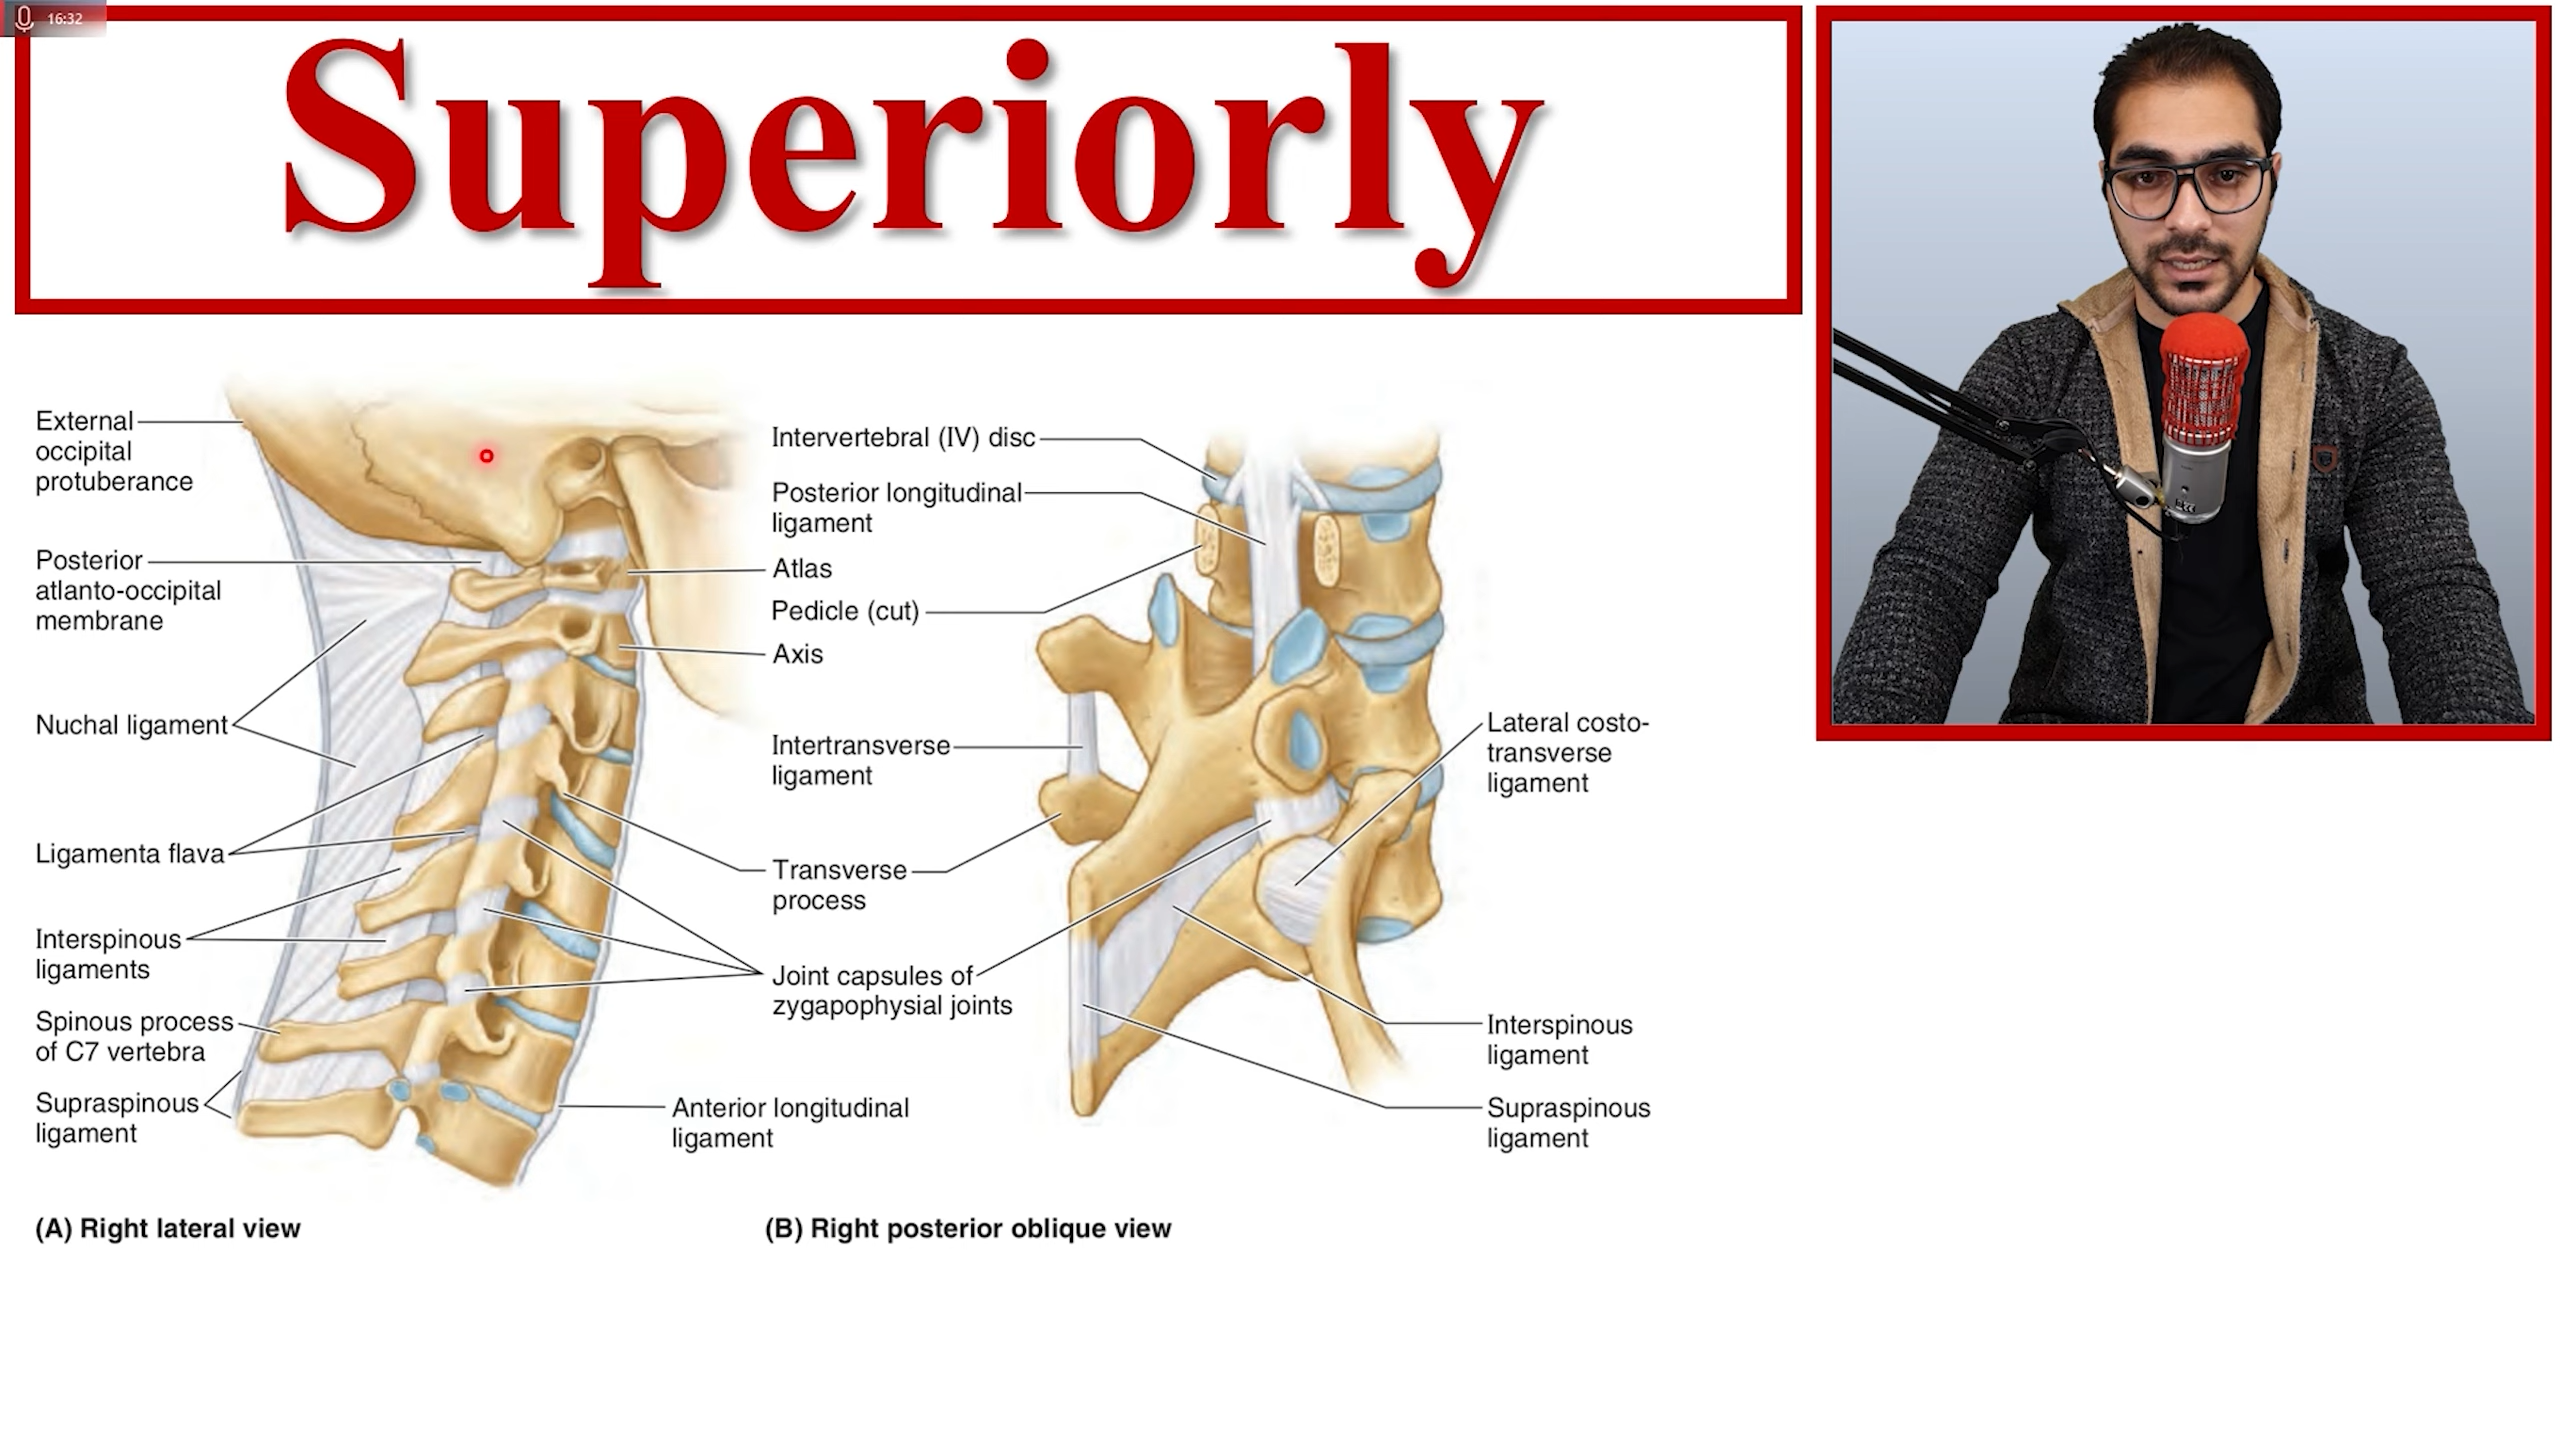 16:32
Superiorly
External
occipital
protuberance
Posterior
atlanto-occipital
membrane
Nuchal ligament
Ligamenta flava
Interspinous
ligaments
Spinous process
of C7 vertebra
Supraspinous
ligament
Intervertebral (IV) disc
Posterior longitudinal
ligament
Atlas
Pedicle (cut)
Axis
Intertransverse
ligament
Transverse
process
Joint capsules of
zygapophysial joints
Anterior longitudinal
ligament
Lateral costo-
transverse
ligament
Interspinous
ligament
Supraspinous
ligament
(A) Right lateral view
(B) Right posterior oblique view